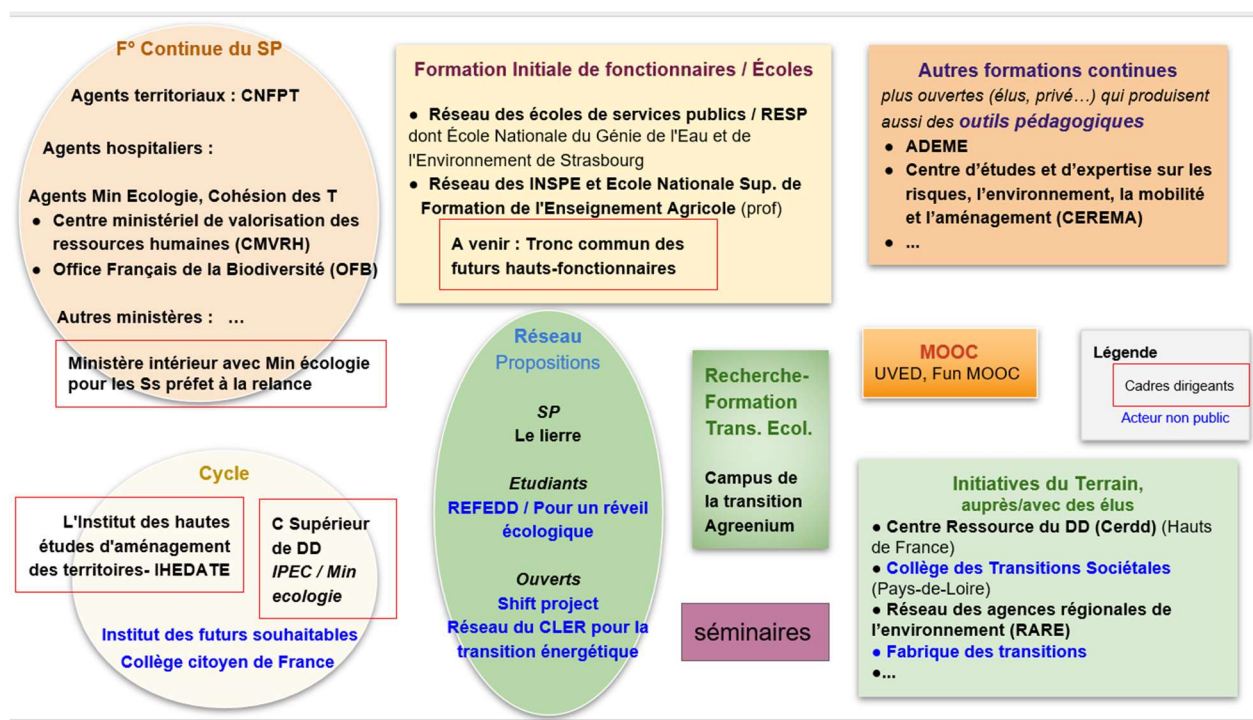 Fº Continue du SP
Agents territoriaux : CNFPT
Agents hospitaliers :
Agents Min Ecologie, Cohésion des T
● Centre ministériel de valorisation des
ressources humaines (CMVRH)
● Office Français de la Biodiversité (OFB)
Autres ministères : ...
Ministère intérieur avec Min écologie
pour les Ss préfet à la relance
Formation Initiale de fonctionnaires / Écoles
● Réseau des écoles de services publics / RESP
dont École Nationale du Génie de l'Eau et de
l'Environnement de Strasbourg
● Réseau des INSPE et Ecole Nationale Sup. de
Formation de l'Enseignement Agricole (prof)
A venir : Tronc commun des
futurs hauts-fonctionnaires
Autres formations continues
plus ouvertes (élus, privé…) qui produisent
aussi des outils pédagogiques
● ADEME
● Centre d'études et d'expertise sur les
risques, l'environnement, la mobilité
et l'aménagement (CEREMA)
● ...
Réseau
Propositions
SP
Le lierre
Etudiants
REFEDD / Pour un réveil
écologique
Ouverts
Shift project
Réseau du CLER pour la
transition énergétique
Recherche-
Formation
Trans. Ecol.
Campus de
la transition
Agreenium
MOOC
UVED, Fun MOOC
Légende
Cadres dirigeants
Acteur non public
Cycle
L'Institut des hautes
études d'aménagement
des territoires- IHEDATE
C Supérieur
de DD
IPEC / Min
ecologie
Institut des futurs souhaitables
Collège citoyen de France
séminaires
Initiatives du Terrain,
auprès/avec des élus
● Centre Ressource du DD (Cerdd) (Hauts
de France)
● Collège des Transitions Sociétales
(Pays-de-Loire)
● Réseau des agences régionales de
l'environnement (RARE)
● Fabrique des transitions
●...